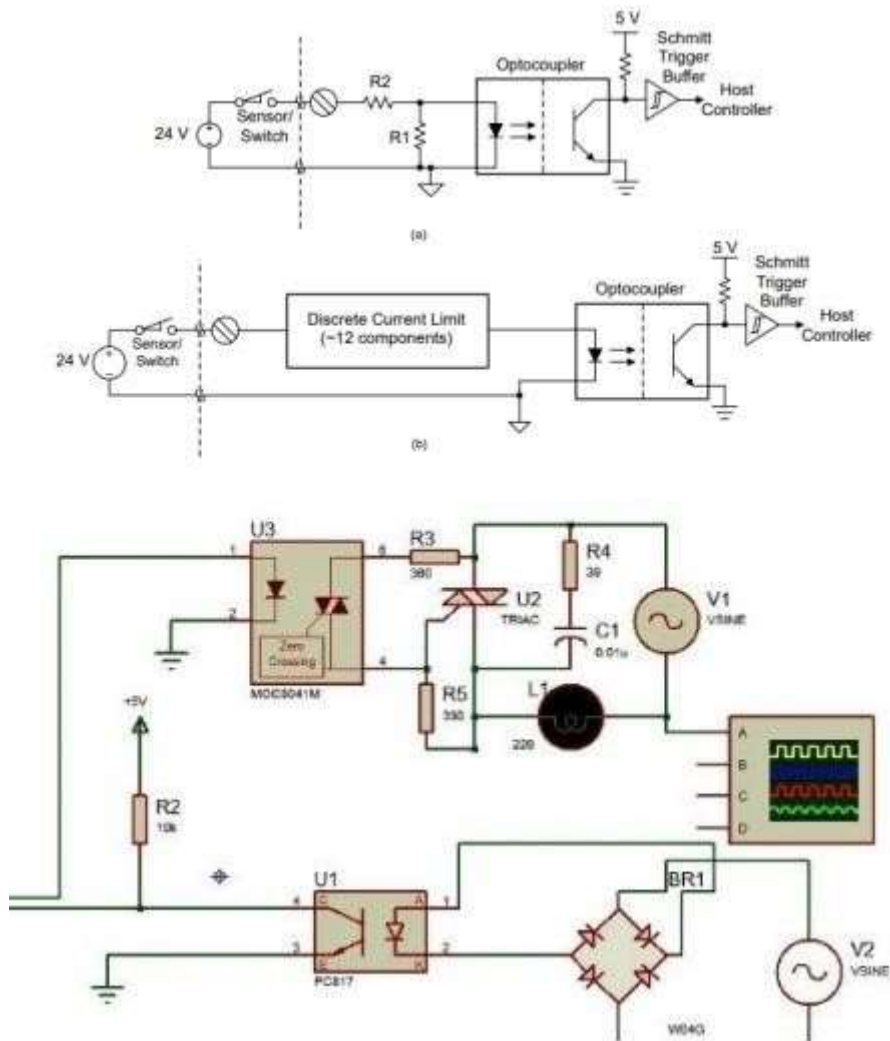 5 V
Schmitt
Trigger
Buffer
Optocoupler
R2
Host
Controller
Sensor/
Switch
24 V
R1
(a)
5 V
Schmitt
Trigger
Buffer
Optocoupler
Discrete Current Limit
(~12 components)
Host
Controller
Sensor/
Switch
24 V
(b)
U3
1
2
6
4
Zero
Crossing
MOC3041M
R3
360
U2
TRIAC
R4
39
C1
0.01u
V1
VSINE
R5
330
L1
220
A
B
C
D
+5V
R2
10k
U1
4
3
C
E
A
K
1
2
PC817
BR1
W04G
V2
VSINE